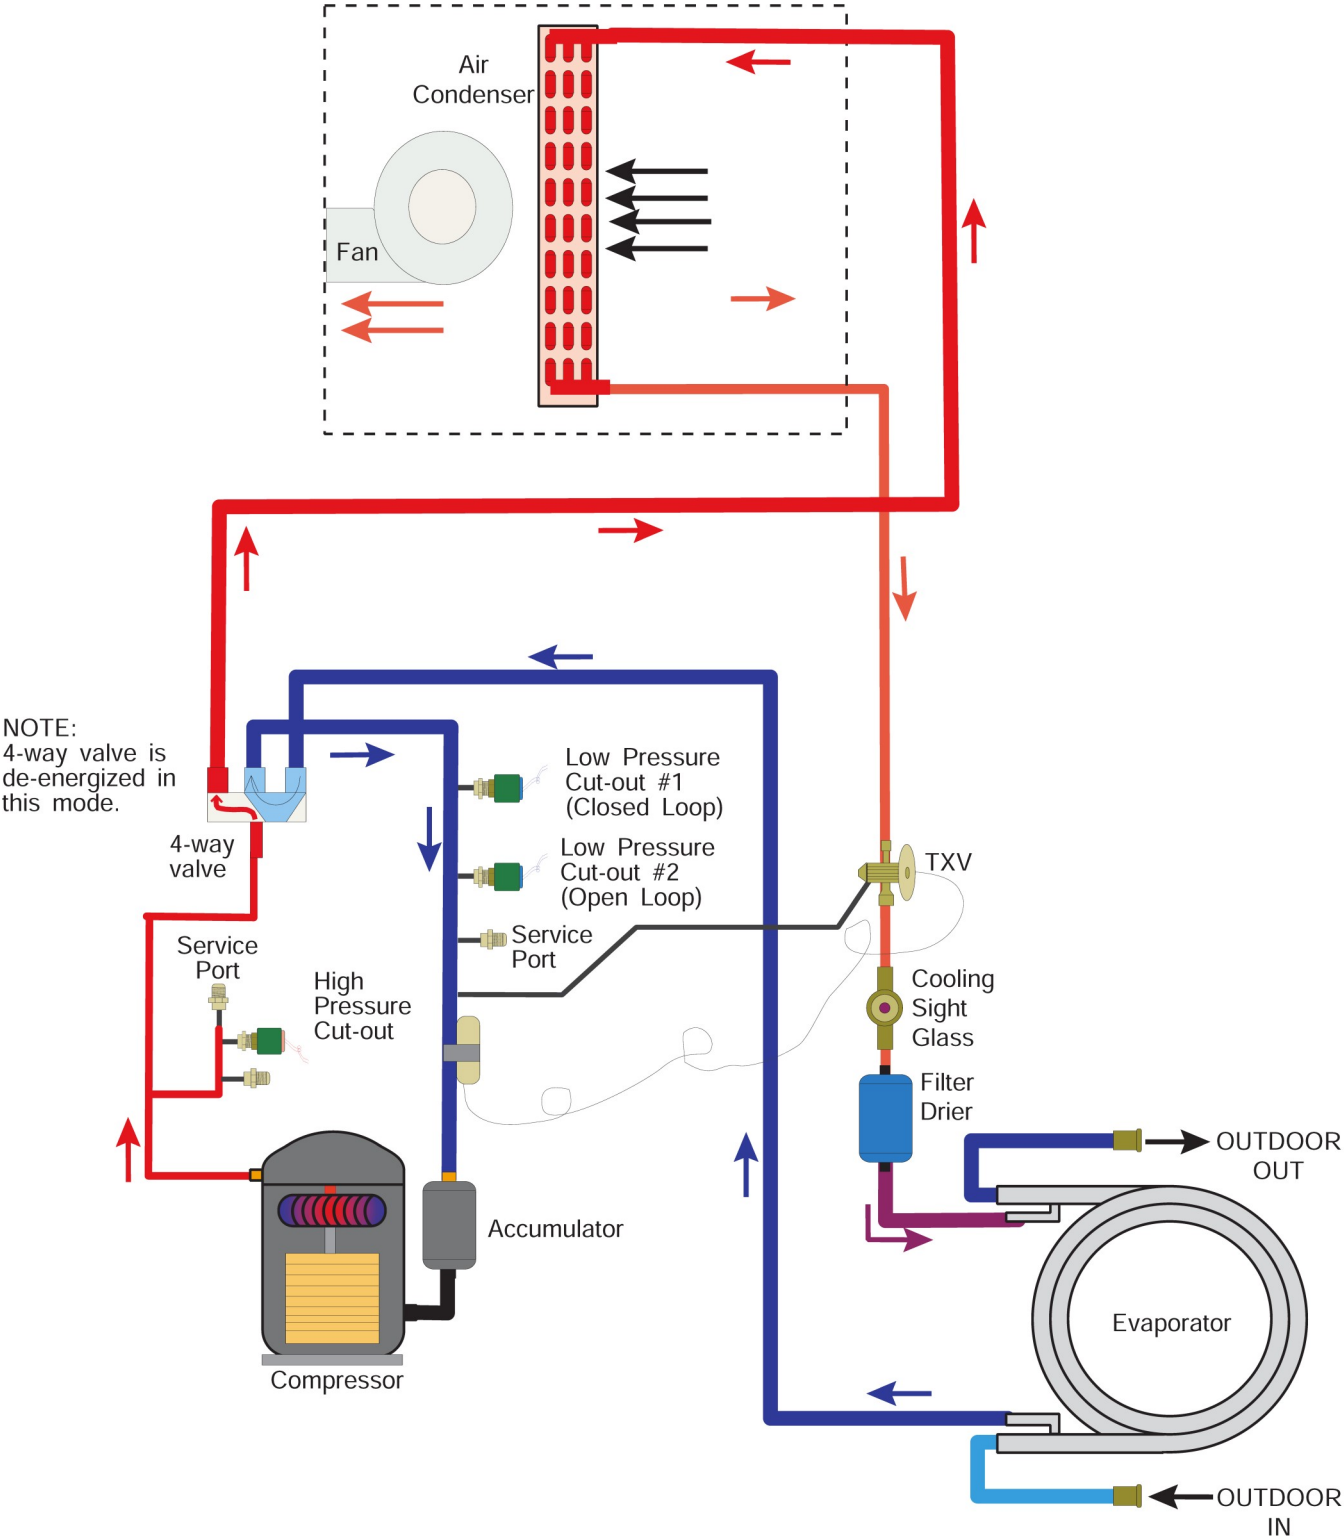 Air
Condenser
Fan
NOTE:
4-way valve is
de-energized in
this mode.
4-way
valve
Low Pressure
Cut-out #1
(Closed Loop)
Low Pressure
Cut-out #2
(Open Loop)
TXV
Service
Port
Service
Port
High
Pressure
Cut-out
Cooling
Sight
Glass
Filter
Drier
OUTDOOR
OUT
Accumulator
Evaporator
Compressor
OUTDOOR
IN